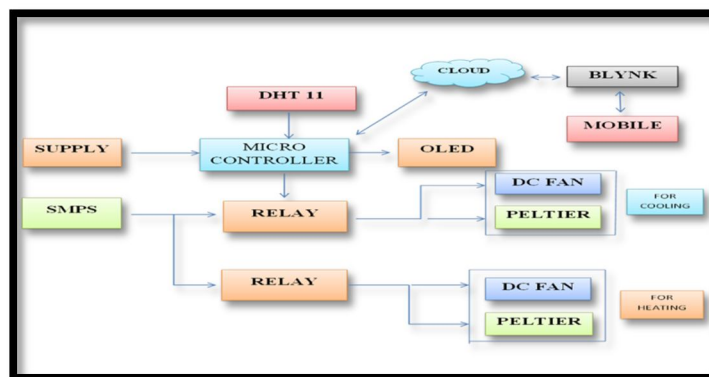 CLOUD
BLYNK
DHT 11
MOBILE
SUPPLY
MICRO
CONTROLLER
OLED
DC FAN
PELTIER
FOR
COOLING
SMPS
RELAY
RELAY
DC FAN
PELTIER
FOR
HEATING